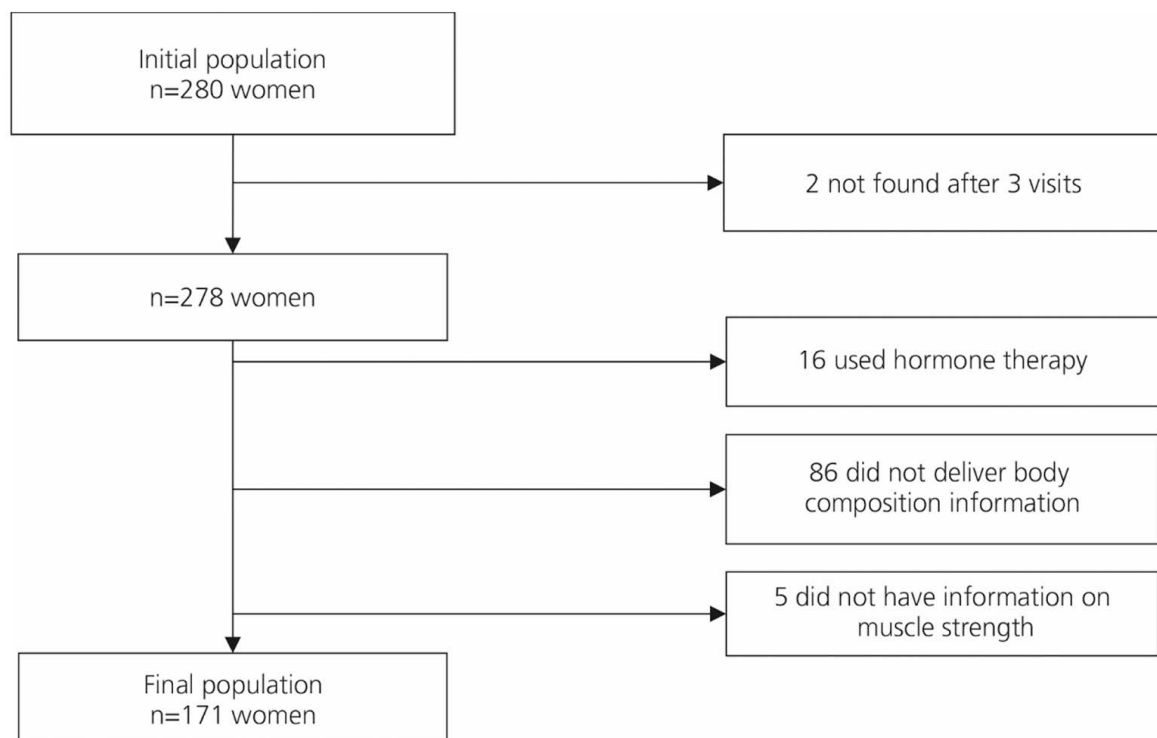 Initial population
n=280 women
2 not found after 3 visits
n=278 women
16 used hormone therapy
86 did not deliver body
composition information
5 did not have information on
muscle strength
Final population
n=171 women